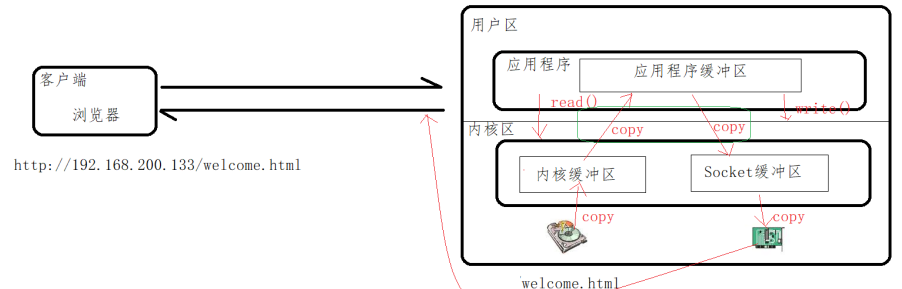 用户区
应用程序
应用程序缓冲区
客户端
浏览器
read()
write()
copy
copy
内核区
http://192.168.200.133/welcome.html
内核缓冲区
Socket缓冲区
copy
copy
welcome.html